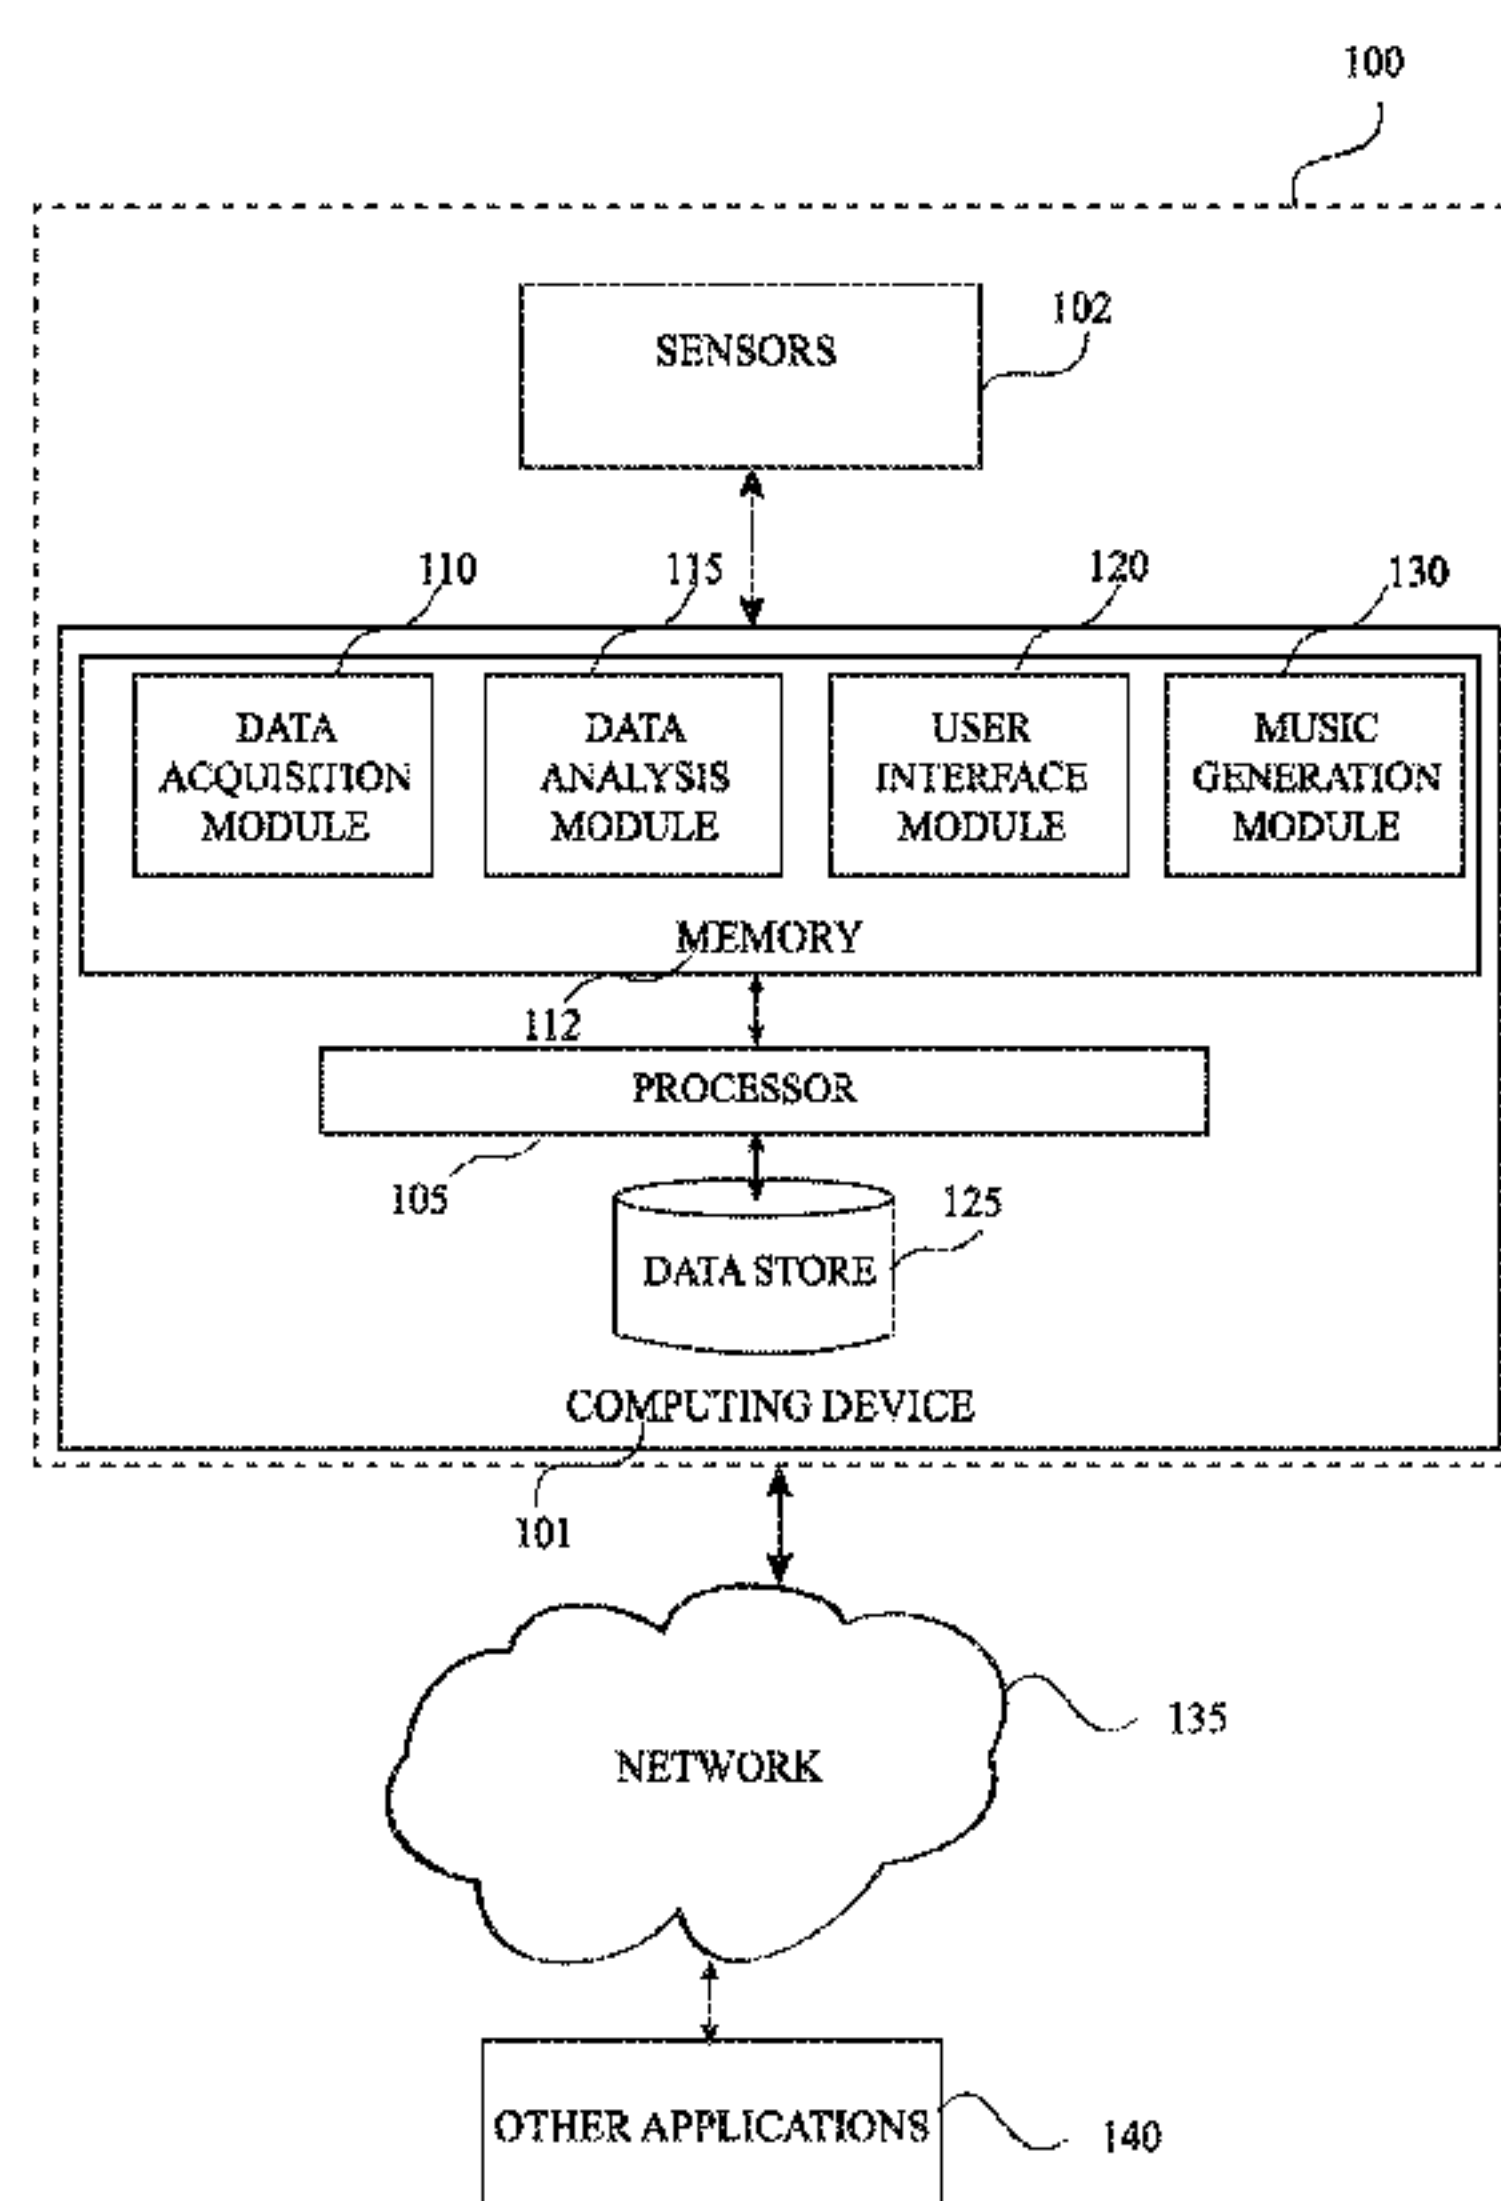 100
SENSORS
102
110
115
120
130
DATA
ACQUISITION
MODULE
DATA
ANALYSIS
MODULE
USER
INTERFACE
MODULE
MUSIC
GENERATION
MODULE
MEMORY
112
PROCESSOR
105
125
DATA STORE
COMPUTING DEVICE
101
135
NETWORK
OTHER APPLICATIONS
140